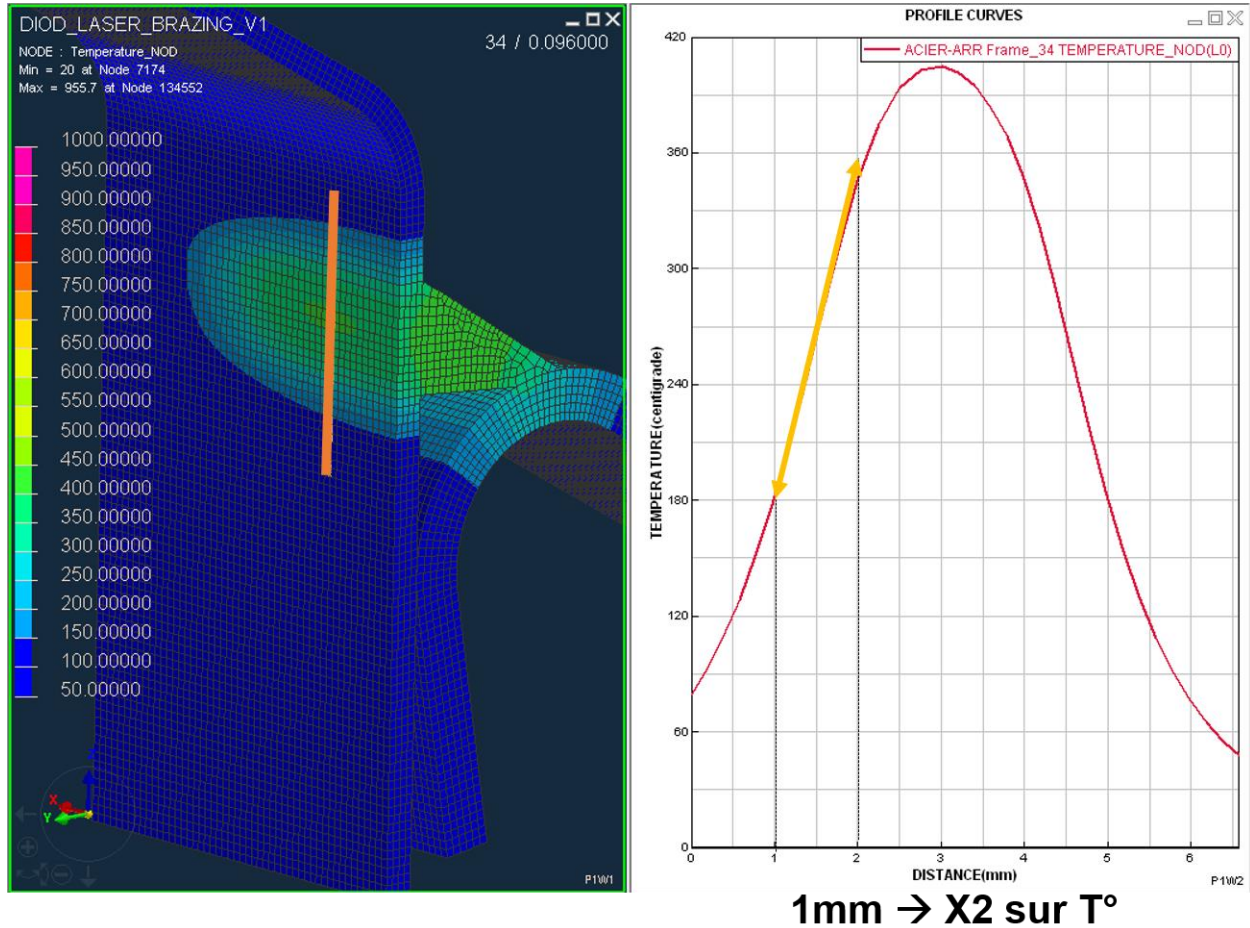 DIOD_LASER_BRAZING_V1
34 / 0.096000
NODE : Temperature_NOD
Min = 20 at Node 7174
Max = 955.7 at Node 134552
1000.00000
950.00000
900.00000
850.00000
800.00000
750.00000
700.00000
650.00000
600.00000
550.00000
500.00000
450.00000
400.00000
350.00000
300.00000
250.00000
200.00000
150.00000
100.00000
50.00000
Z
X
Y
P1W1
PROFILE CURVES
ACIER-ARR Frame_34 TEMPERATURE_NOD(L0)
TEMPERATURE(centigrade)
420
360
300
240
180
120
60
0
0 1 2 3 4 5 6
DISTANCE(mm)
P1W2
1mm → X2 sur T°